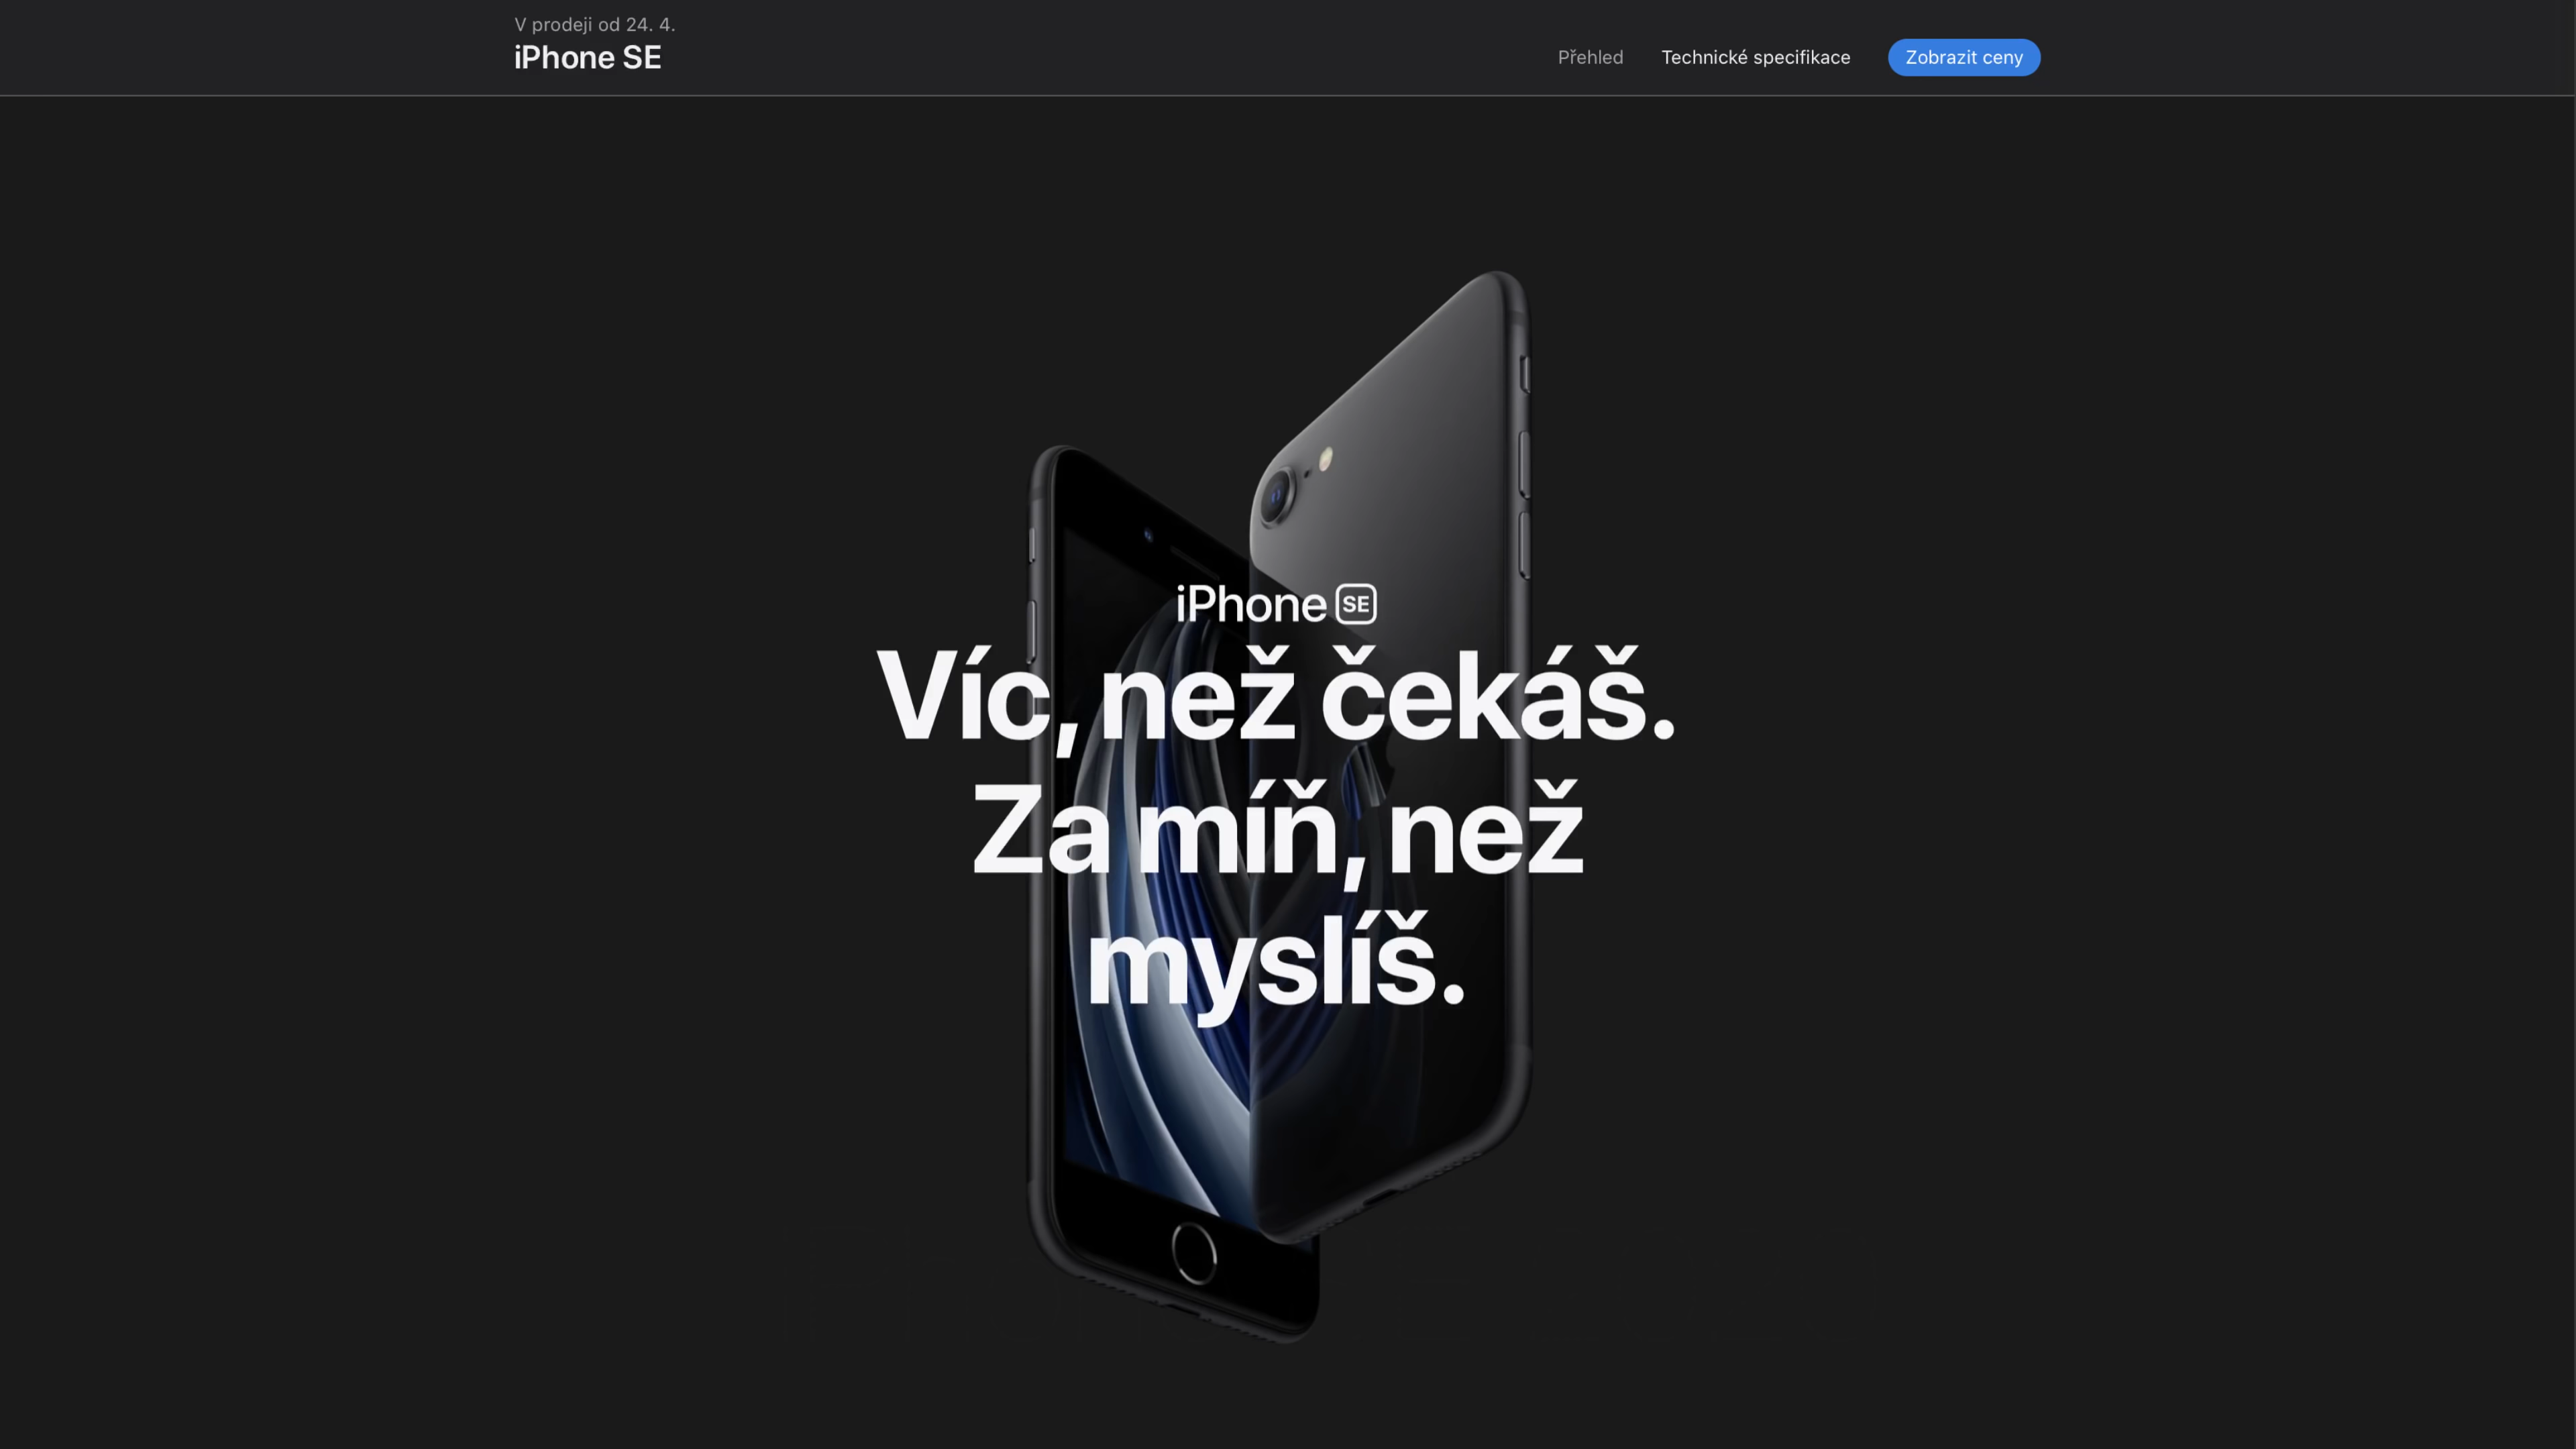 V prodeji od 24. 4.
iPhone SE
Přehled
Technické specifikace
Zobrazit ceny
iPhone SE
Víc, než čekáš.
Za míň, než
myslíš.